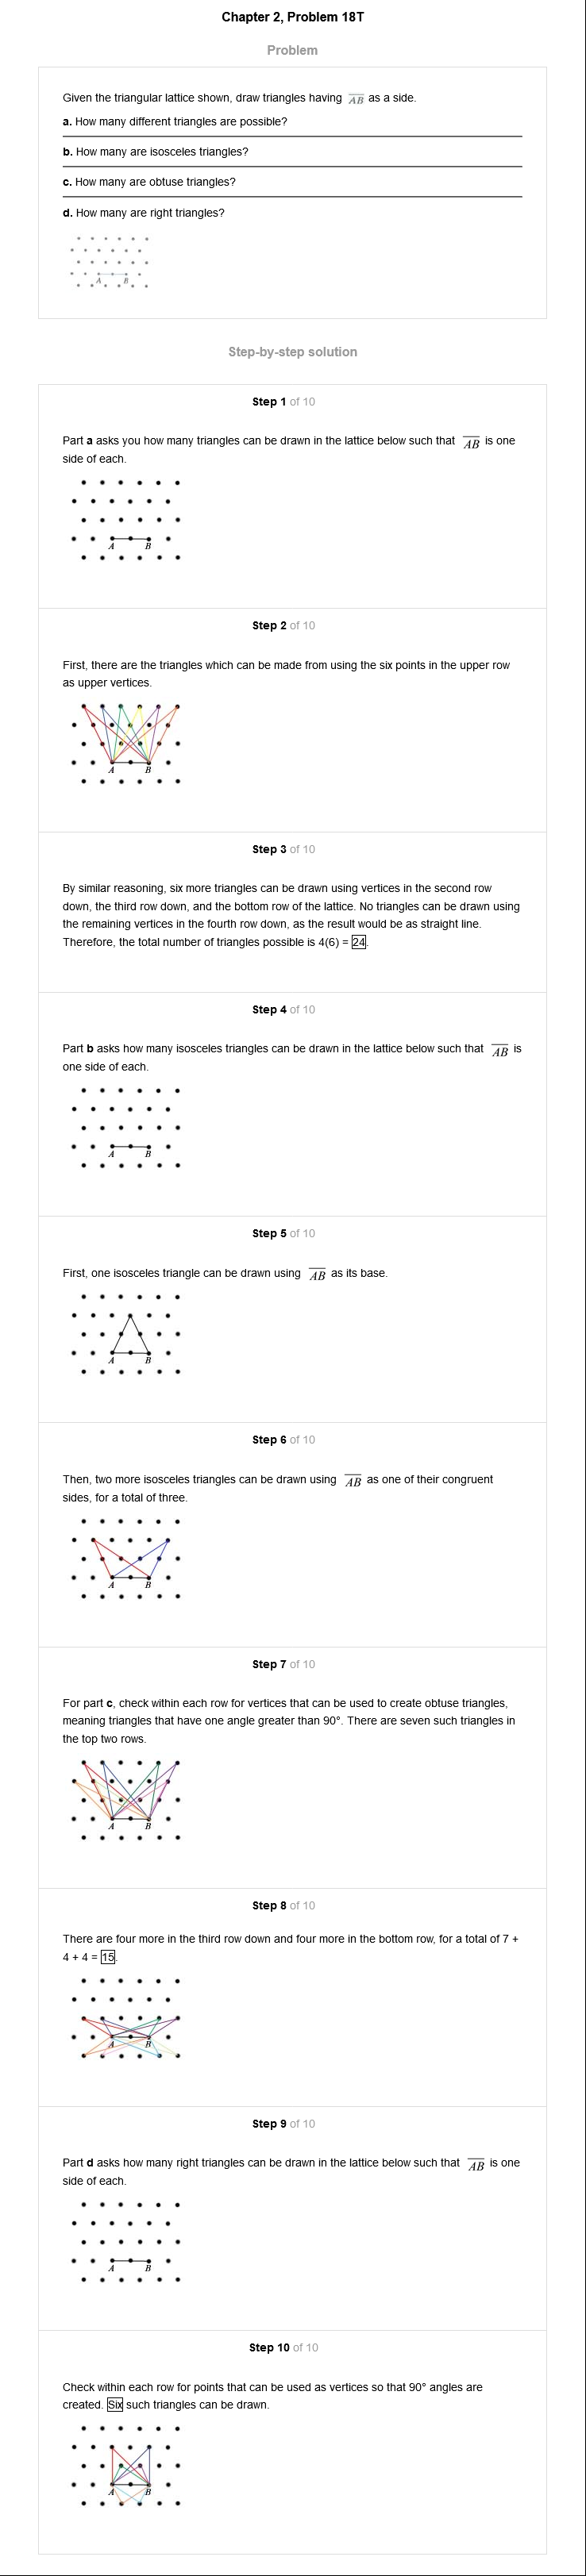 Chapter 2, Problem 18T
Problem
Given the triangular lattice shown, draw triangles having AB as a side.
a. How many different triangles are possible?
b. How many are isosceles triangles?
c. How many are obtuse triangles?
d. How many are right triangles?
A B
Step-by-step solution
Step 1 of 10
Part a asks you how many triangles can be drawn in the lattice below such that AB is one
side of each.
A B
Step 2 of 10
First, there are the triangles which can be made from using the six points in the upper row
as upper vertices.
A B
Step 3 of 10
By similar reasoning, six more triangles can be drawn using vertices in the second row
down, the third row down, and the bottom row of the lattice. No triangles can be drawn using
the remaining vertices in the fourth row down, as the result would be as straight line.
Therefore, the total number of triangles possible is 4(6) = 24.
Step 4 of 10
Part b asks how many isosceles triangles can be drawn in the lattice below such that AB is
one side of each.
A B
Step 5 of 10
First, one isosceles triangle can be drawn using AB as its base.
A B
Step 6 of 10
Then, two more isosceles triangles can be drawn using AB as one of their congruent
sides, for a total of three.
A B
Step 7 of 10
For part c, check within each row for vertices that can be used to create obtuse triangles,
meaning triangles that have one angle greater than 90°. There are seven such triangles in
the top two rows.
A B
Step 8 of 10
There are four more in the third row down and four more in the bottom row, for a total of 7 +
4 + 4 = 15.
A B
Step 9 of 10
Part d asks how many right triangles can be drawn in the lattice below such that AB is one
side of each.
A B
Step 10 of 10
Check within each row for points that can be used as vertices so that 90° angles are
created. Six such triangles can be drawn.
A B